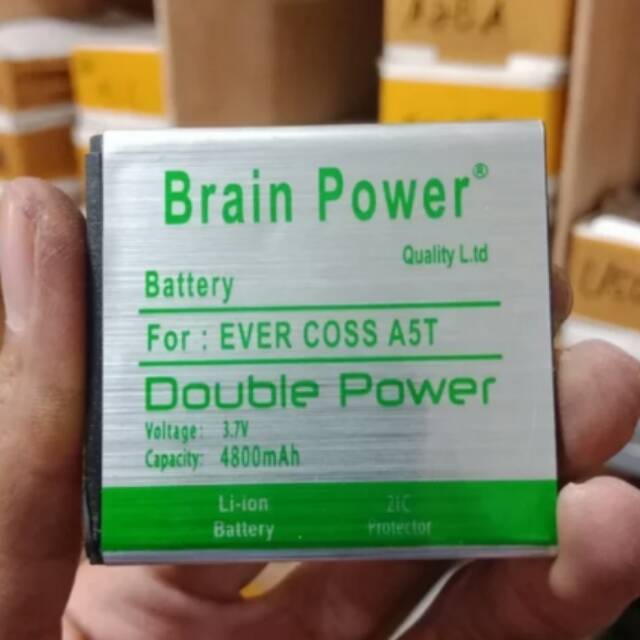 Brain Power®
Quality L.td
Battery
For : EVER COSS A5T
Double Power
Voltage: 3.7V
Capacity: 4800mAh
Li-ion 2IC
Battery Protector